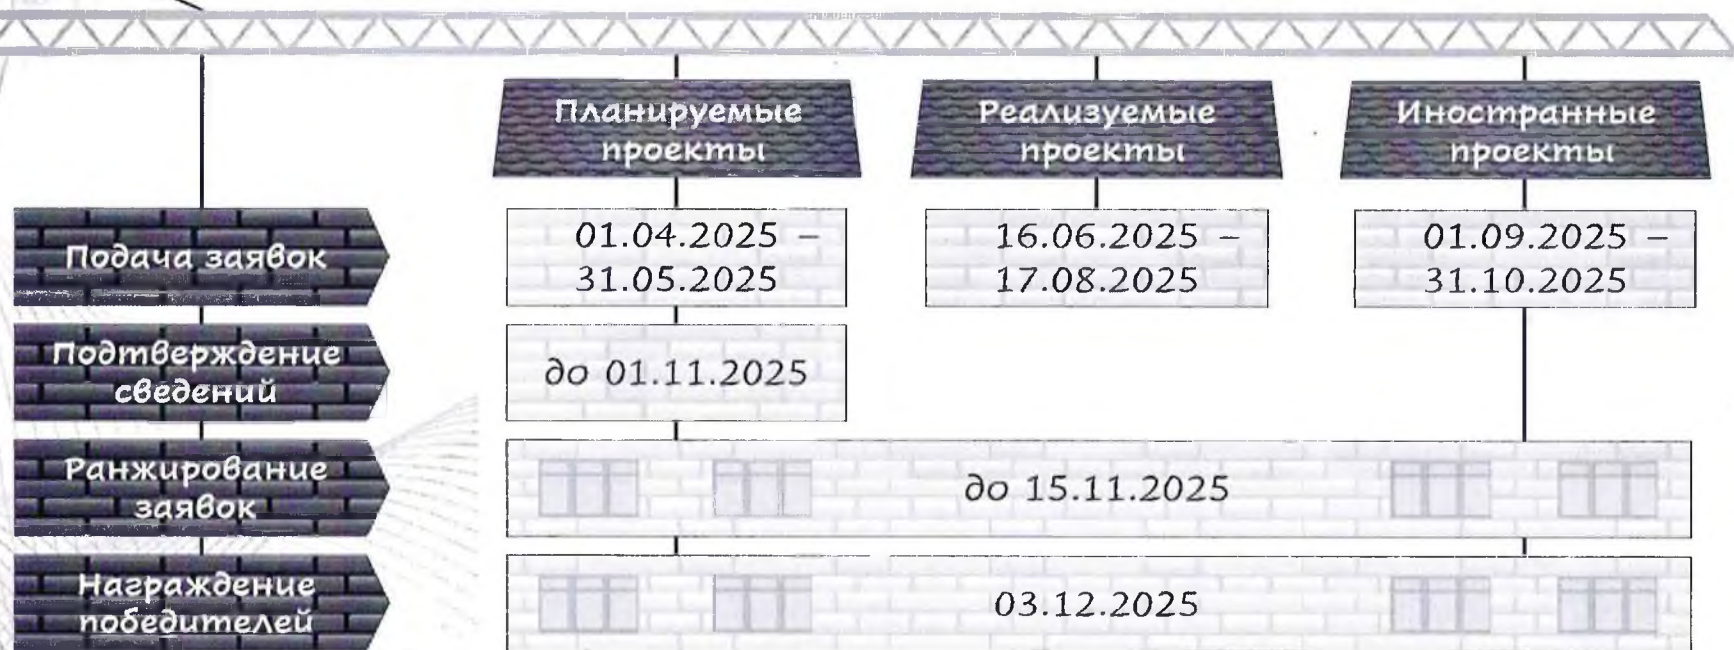 Планируемые
проекты
Реализуемые
проекты
Иностранные
проекты
Подача заявок
01.04.2025 –
31.05.2025
16.06.2025 –
17.08.2025
01.09.2025 –
31.10.2025
Подтверждение
сведений
до 01.11.2025
Ранжирование
заявок
до 15.11.2025
Награждение
победителей
03.12.2025